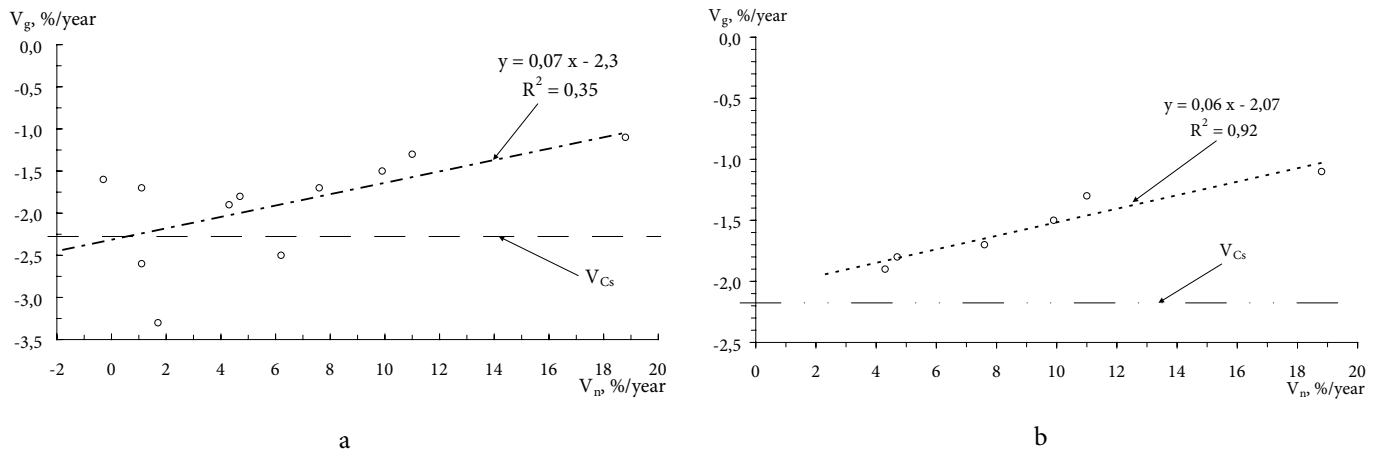 V_g, %/year
0,0
-0,5
-1,0
-1,5
-2,0
-2,5
-3,0
-3,5
y = 0,07 x - 2,3
R² = 0,35
V_Cs
-2 0 2 4 6 8 10 12 14 16 18 20
V_n, %/year
a
V_g, %/year
0,0
-0,5
-1,0
-1,5
-2,0
-2,5
y = 0,06 x - 2,07
R² = 0,92
V_Cs
0 2 4 6 8 10 12 14 16 18 20
V_n, %/year
b